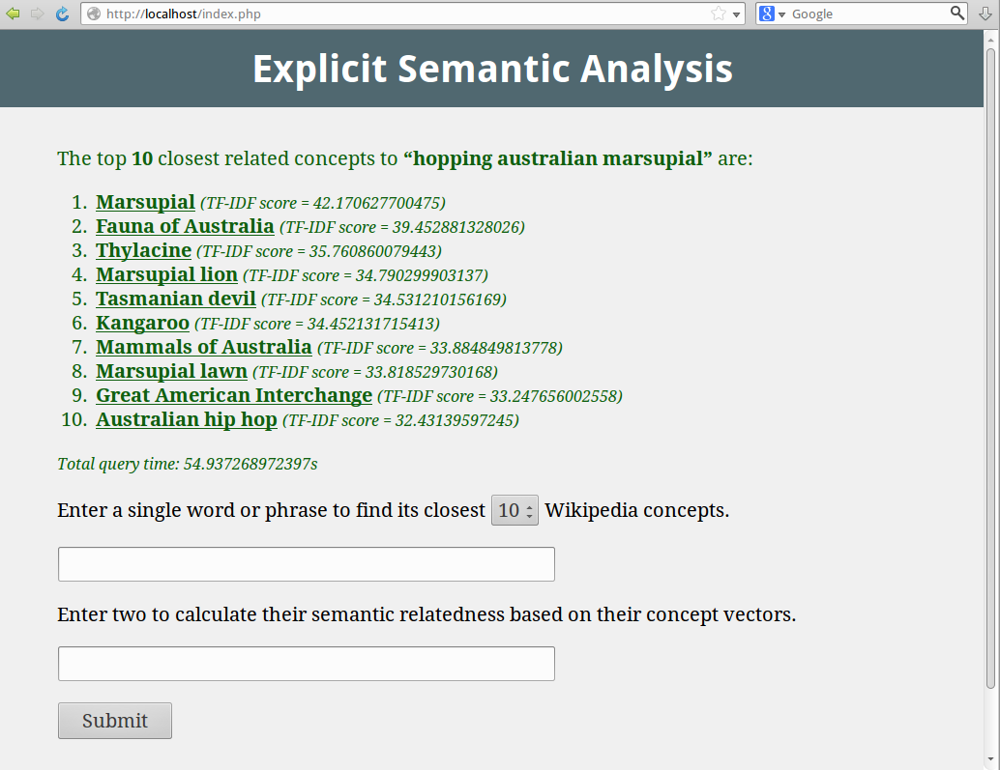 http://localhost/index.php
8 Google
Explicit Semantic Analysis
The top 10 closest related concepts to “hopping australian marsupial” are:
1. Marsupial (TF-IDF score = 42.170627700475)
2. Fauna of Australia (TF-IDF score = 39.452881328026)
3. Thylacine (TF-IDF score = 35.760860079443)
4. Marsupial lion (TF-IDF score = 34.790299903137)
5. Tasmanian devil (TF-IDF score = 34.531210156169)
6. Kangaroo (TF-IDF score = 34.452131715413)
7. Mammals of Australia (TF-IDF score = 33.884849813778)
8. Marsupial lawn (TF-IDF score = 33.818529730168)
9. Great American Interchange (TF-IDF score = 33.247656002558)
10. Australian hip hop (TF-IDF score = 32.43139597245)
Total query time: 54.937268972397s
Enter a single word or phrase to find its closest 10 Wikipedia concepts.
Enter two to calculate their semantic relatedness based on their concept vectors.
Submit